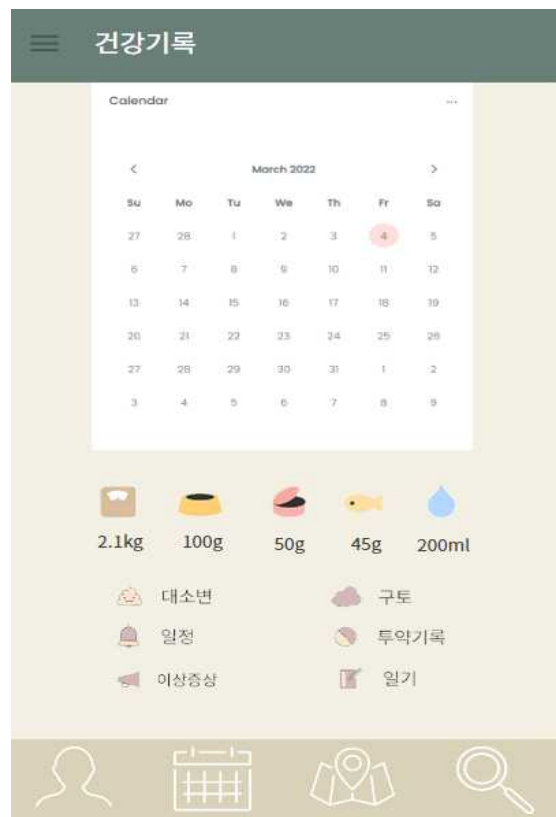 건강기록
Calendar ...
< March 2022 >
Su Mo Tu We Th Fr Sa
27 28 1 2 3 4 5
6 7 8 9 10 11 12
13 14 15 16 17 18 19
20 21 22 23 24 25 26
27 28 29 30 31 1 2
3 4 5 6 7 8 9
2.1kg 100g 50g 45g 200ml
대소변 구토
일정 투약기록
이상증상 일기